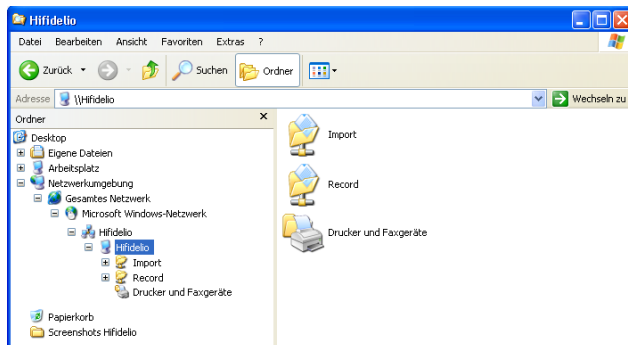 Hifidelio
Datei Bearbeiten Ansicht Favoriten Extras ?
Zurück Suchen Ordner
Adresse \\Hifidelio Wechseln zu
Ordner
Desktop
Eigene Dateien
Arbeitsplatz
Netzwerkumgebung
Gesamtes Netzwerk
Microsoft Windows-Netzwerk
Hifidelio
Hifidelio
Import
Record
Drucker und Faxgeräte
Papierkorb
Screenshots Hifidelio
Import
Record
Drucker und Faxgeräte